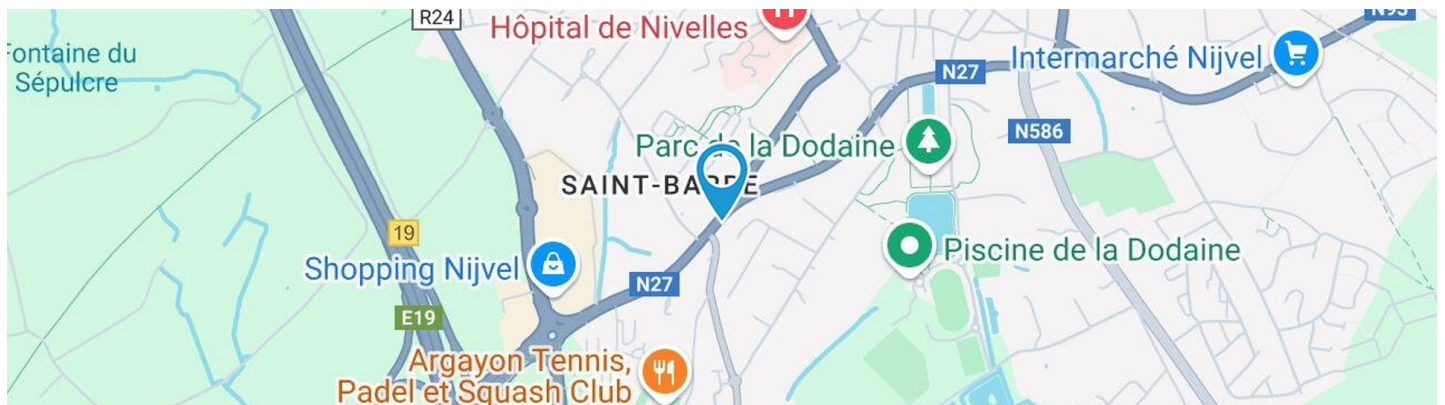 R24
Hôpital de Nivelles
Fontaine du
Sépulcre
Intermarché Nijvel
N27
N586
Parc de la Dodaine
SAINT-BARBE
19
Shopping Nijvel
N27
Piscine de la Dodaine
E19
Argayon Tennis,
Padel et Squash Club